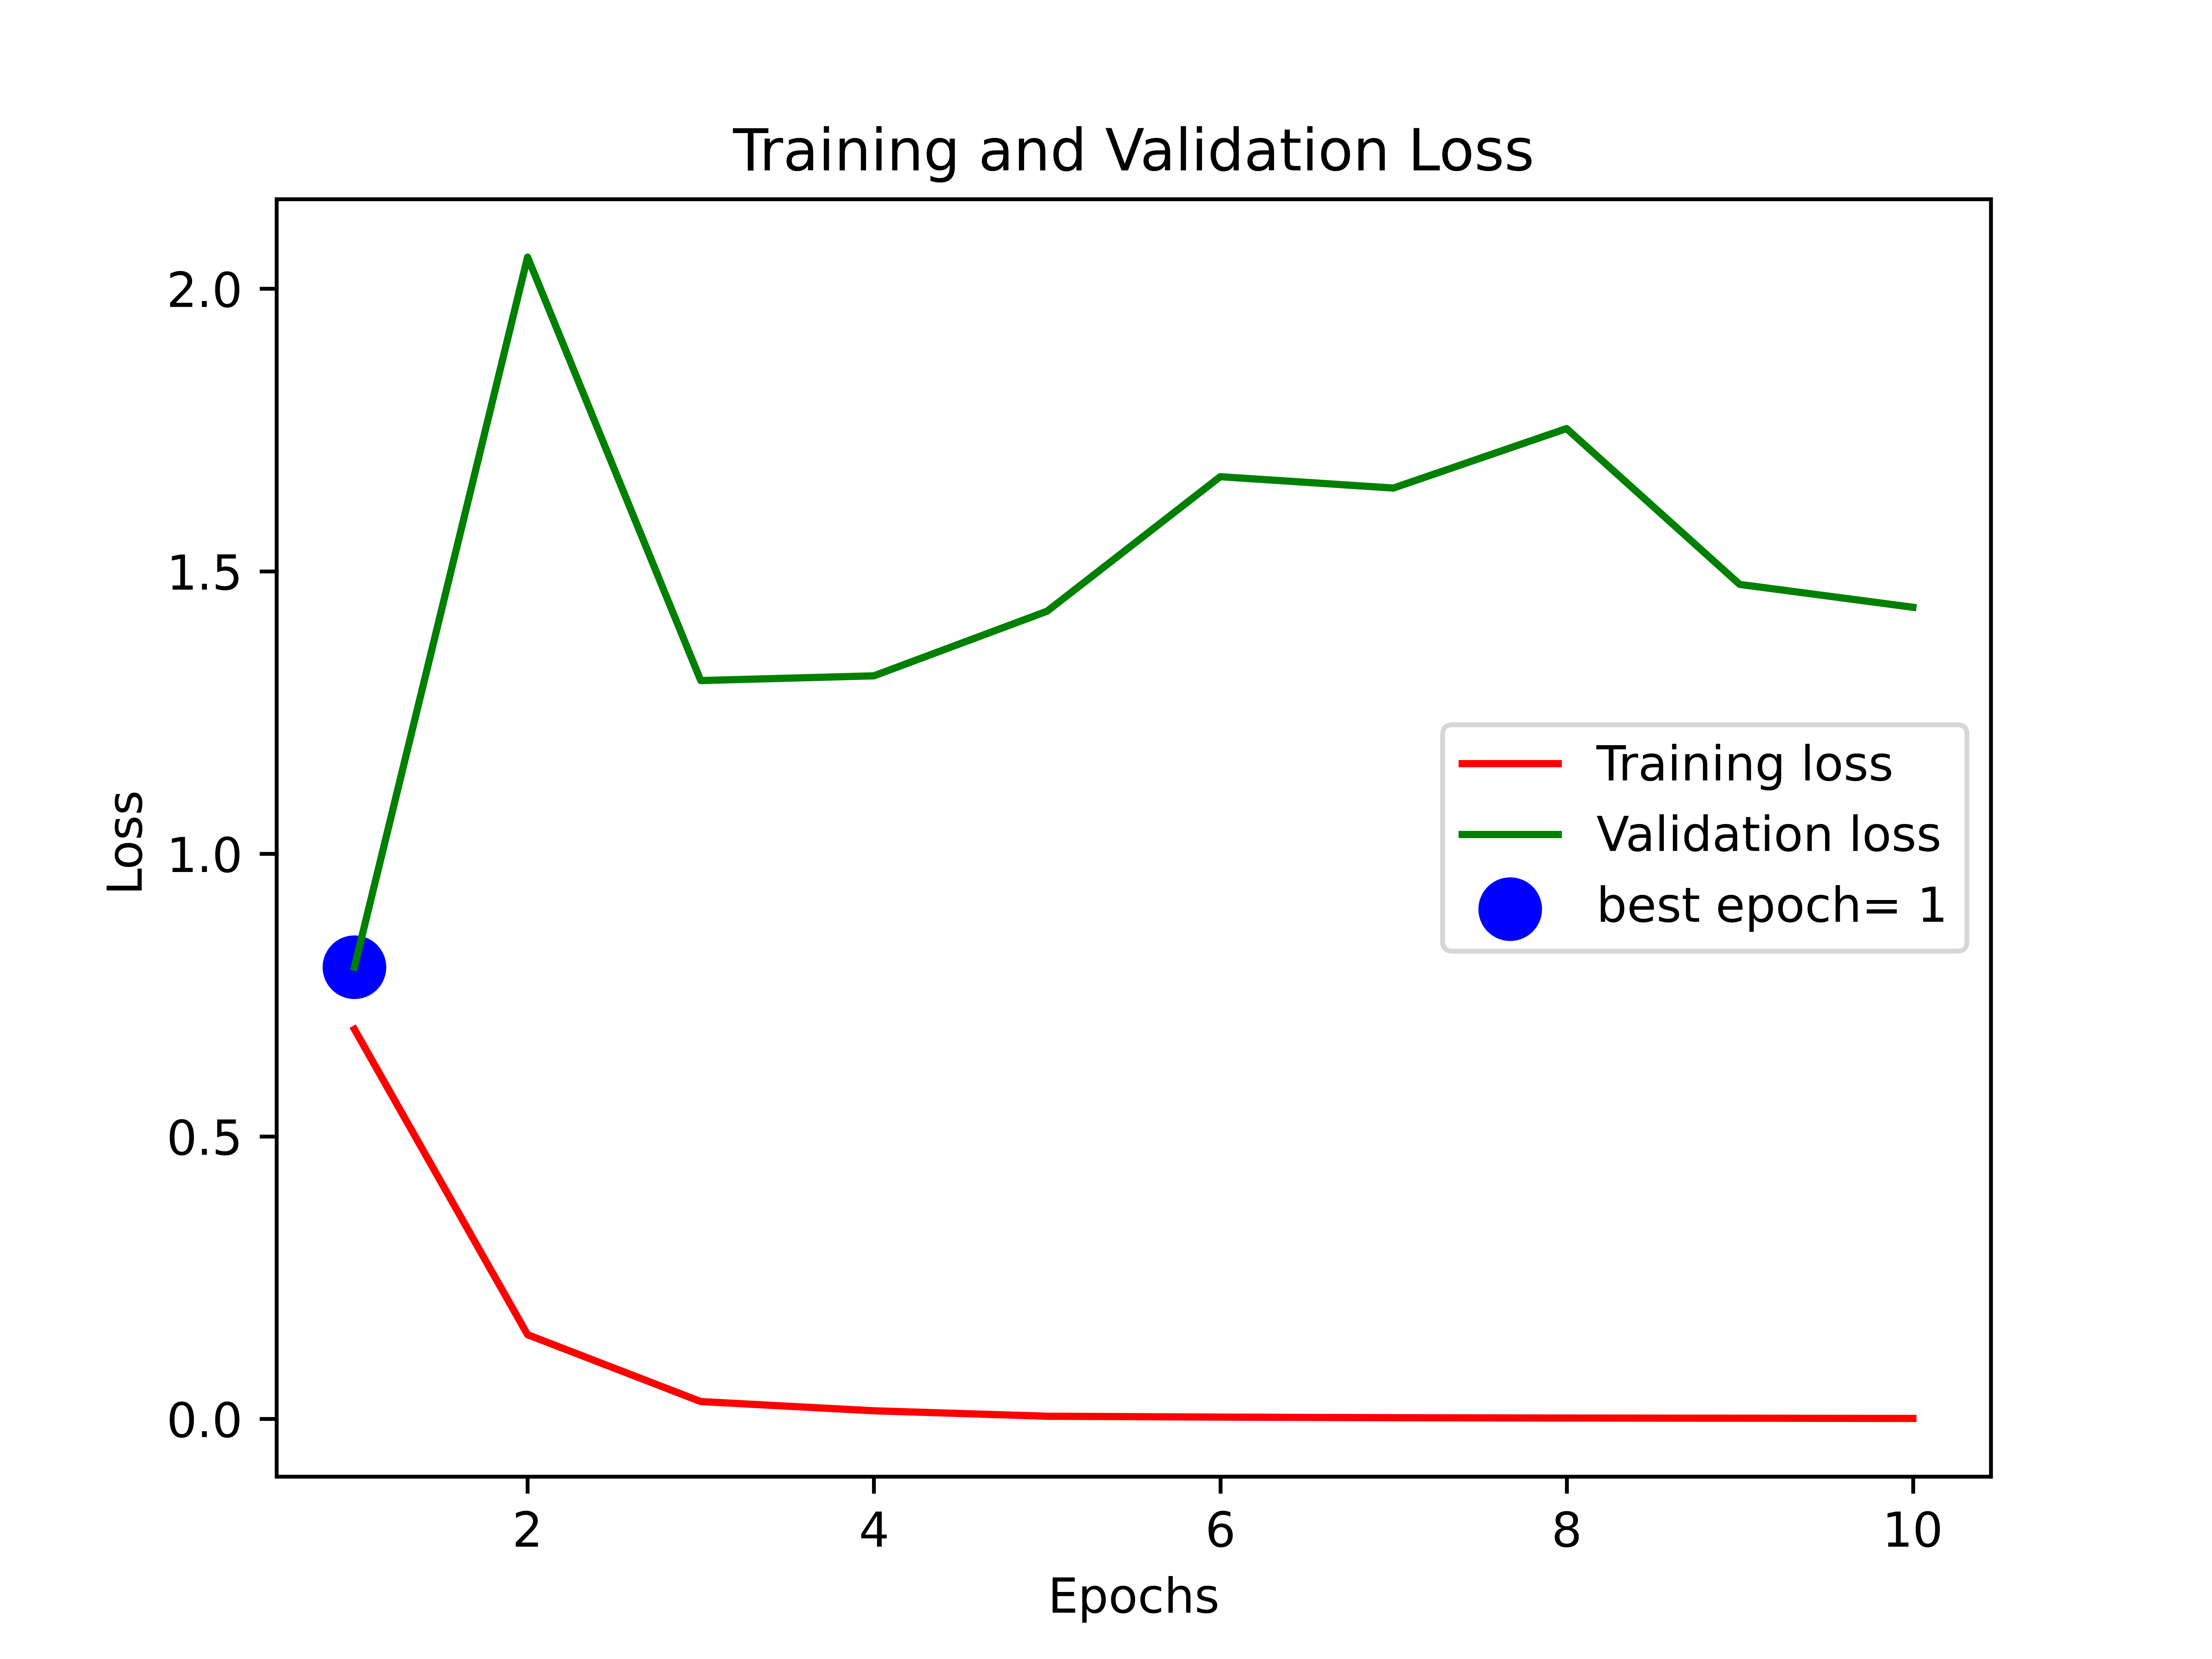 Training and Validation Loss
2.0
1.5
1.0
0.5
0.0
Loss
Training loss
Validation loss
best epoch= 1
2 4 6 8 10
Epochs